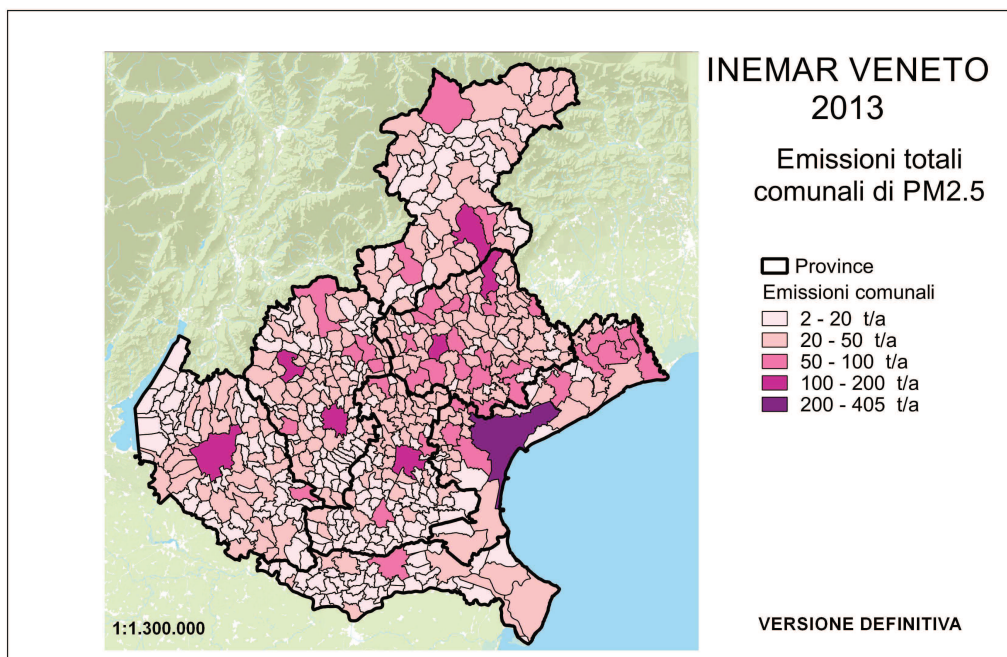 INEMAR VENETO
2013
Emissioni totali
comunali di PM2.5
Province
Emissioni comunali
2 - 20 t/a
20 - 50 t/a
50 - 100 t/a
100 - 200 t/a
200 - 405 t/a
1:1.300.000
VERSIONE DEFINITIVA